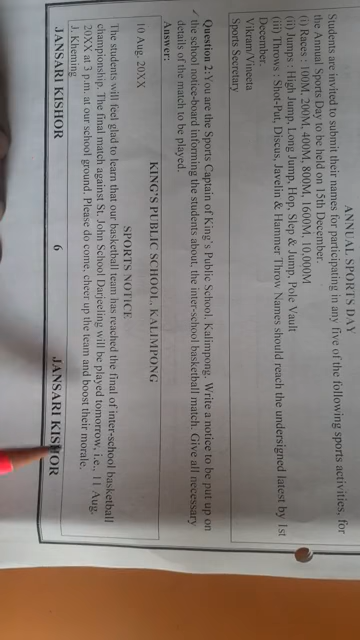 ANNUAL SPORTS DAY
Students are invited to submit their names for participating in any five of the following sports activities, for
the Annual Sports Day to be held on 15th December.
(i) Races : 100M, 200M, 400M, 800M, 1600M, 10,000M
(ii) Jumps : High Jump, Long Jump, Hop, Step & Jump, Pole Vault
(iii) Throws : Shot-Put, Discus, Javelin & Hammer Throw Names should reach the undersigned latest by 1st
December.
Vikram/Vineeta
Sports Secretary
Question 2: You are the Sports Captain of King's Public School, Kalimpong. Write a notice to be put up on
the school notice-board informing the students about, the inter-school basketball match. Give all necessary
details of the match to be played.
Answer:
KING'S PUBLIC SCHOOL, KALIMPONG
SPORTS NOTICE
10 Aug. 20XX
The students will feel glad to learn that our basketball team has reached the final of inter-school basketball
championship. The final match against St. John School Darjeeling will be played tomorrow, i.e., 11 Aug.
20XX at 3 p.m. at our school ground. Please do come, cheer up the team and boost their morale.
J. Kheming
JANSARI KISHOR 6 JANSARI KISHOR